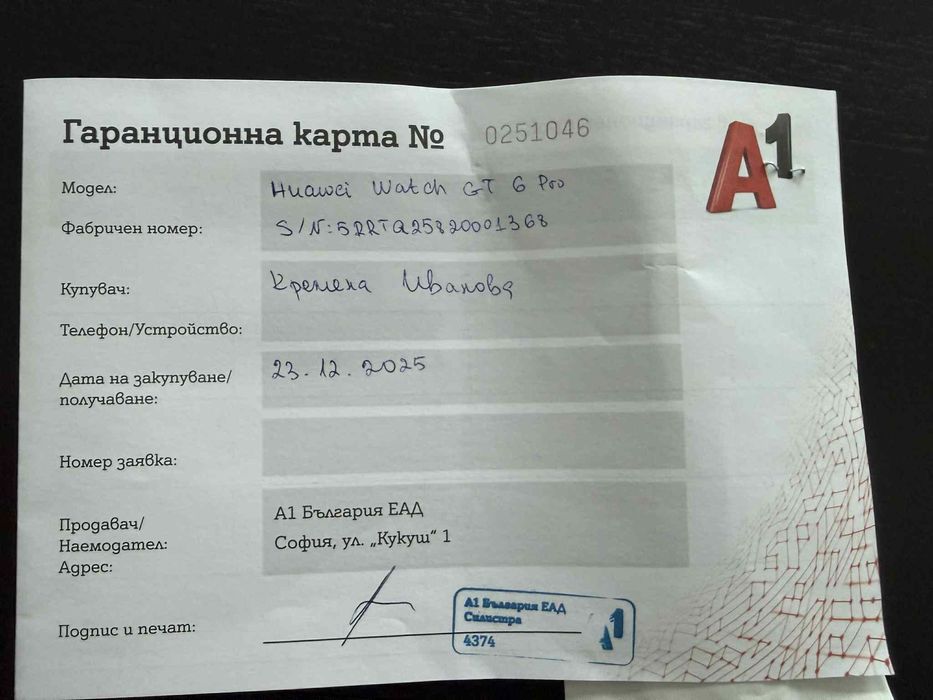 Гаранционна карта № 0251046
A1
Модел: Huawei Watch GT 6 Pro
Фабричен номер: S/N: 5RRTQ25820001368
Купувач: Кремена Иванова
Телефон/Устройство:
Дата на закупуване/ 23.12.2025
получаване:
Номер заявка:
Продавач/ А1 България ЕАД
Наемодател: София, ул. „Кукуш“ 1
Адрес:
Подпис и печат:
А1 България ЕАД
Силистра
4374
A1